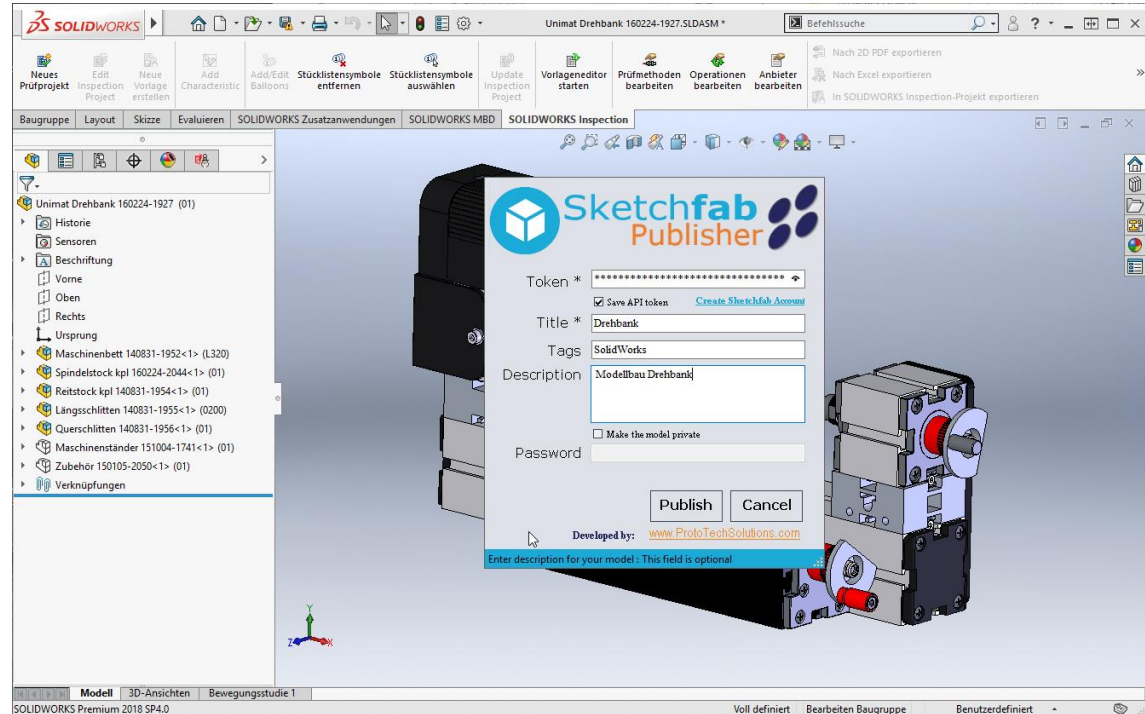 SOLIDWORKS
Unimat Drehbank 160224-1927.SLDASM *
Befehlssuche
Neues Prüfprojekt
Edit Inspection Project
Neue Vorlage erstellen
Add Characteristic
Add/Edit Balloons
Stücklistensymbole entfernen
Stücklistensymbole auswählen
Update Inspection Project
Vorlageneditor starten
Prüfmethoden bearbeiten
Operationen bearbeiten
Anbieter bearbeiten
Nach 2D PDF exportieren
Nach Excel exportieren
In SOLIDWORKS Inspection-Projekt exportieren
Baugruppe Layout Skizze Evaluieren SOLIDWORKS Zusatzanwendungen SOLIDWORKS MBD SOLIDWORKS Inspection
Unimat Drehbank 160224-1927 (01)
Historie
Sensoren
Beschriftung
Vorne
Oben
Rechts
Ursprung
Maschinenbett 140831-1952<1> (L320)
Spindelstock kpl 160224-2044<1> (01)
Reitstock kpl 140831-1954<1> (01)
Längsschlitten 140831-1955<1> (0200)
Querschlitten 140831-1956<1> (01)
Maschinenständer 151004-1741<1> (01)
Zubehör 150105-2050<1> (01)
Verknüpfungen
Sketchfab
Publisher
Token * **********************************
Save API token Create Sketchfab Account
Title * Drehbank
Tags SolidWorks
Description Modellbau Drehbank
Make the model private
Password
Publish Cancel
Developed by: www.ProtoTechSolutions.com
Enter description for your model : This field is optional
Y
Z X
Modell 3D-Ansichten Bewegungsstudie 1
SOLIDWORKS Premium 2018 SP4.0 Voll definiert Bearbeiten Baugruppe Benutzerdefiniert